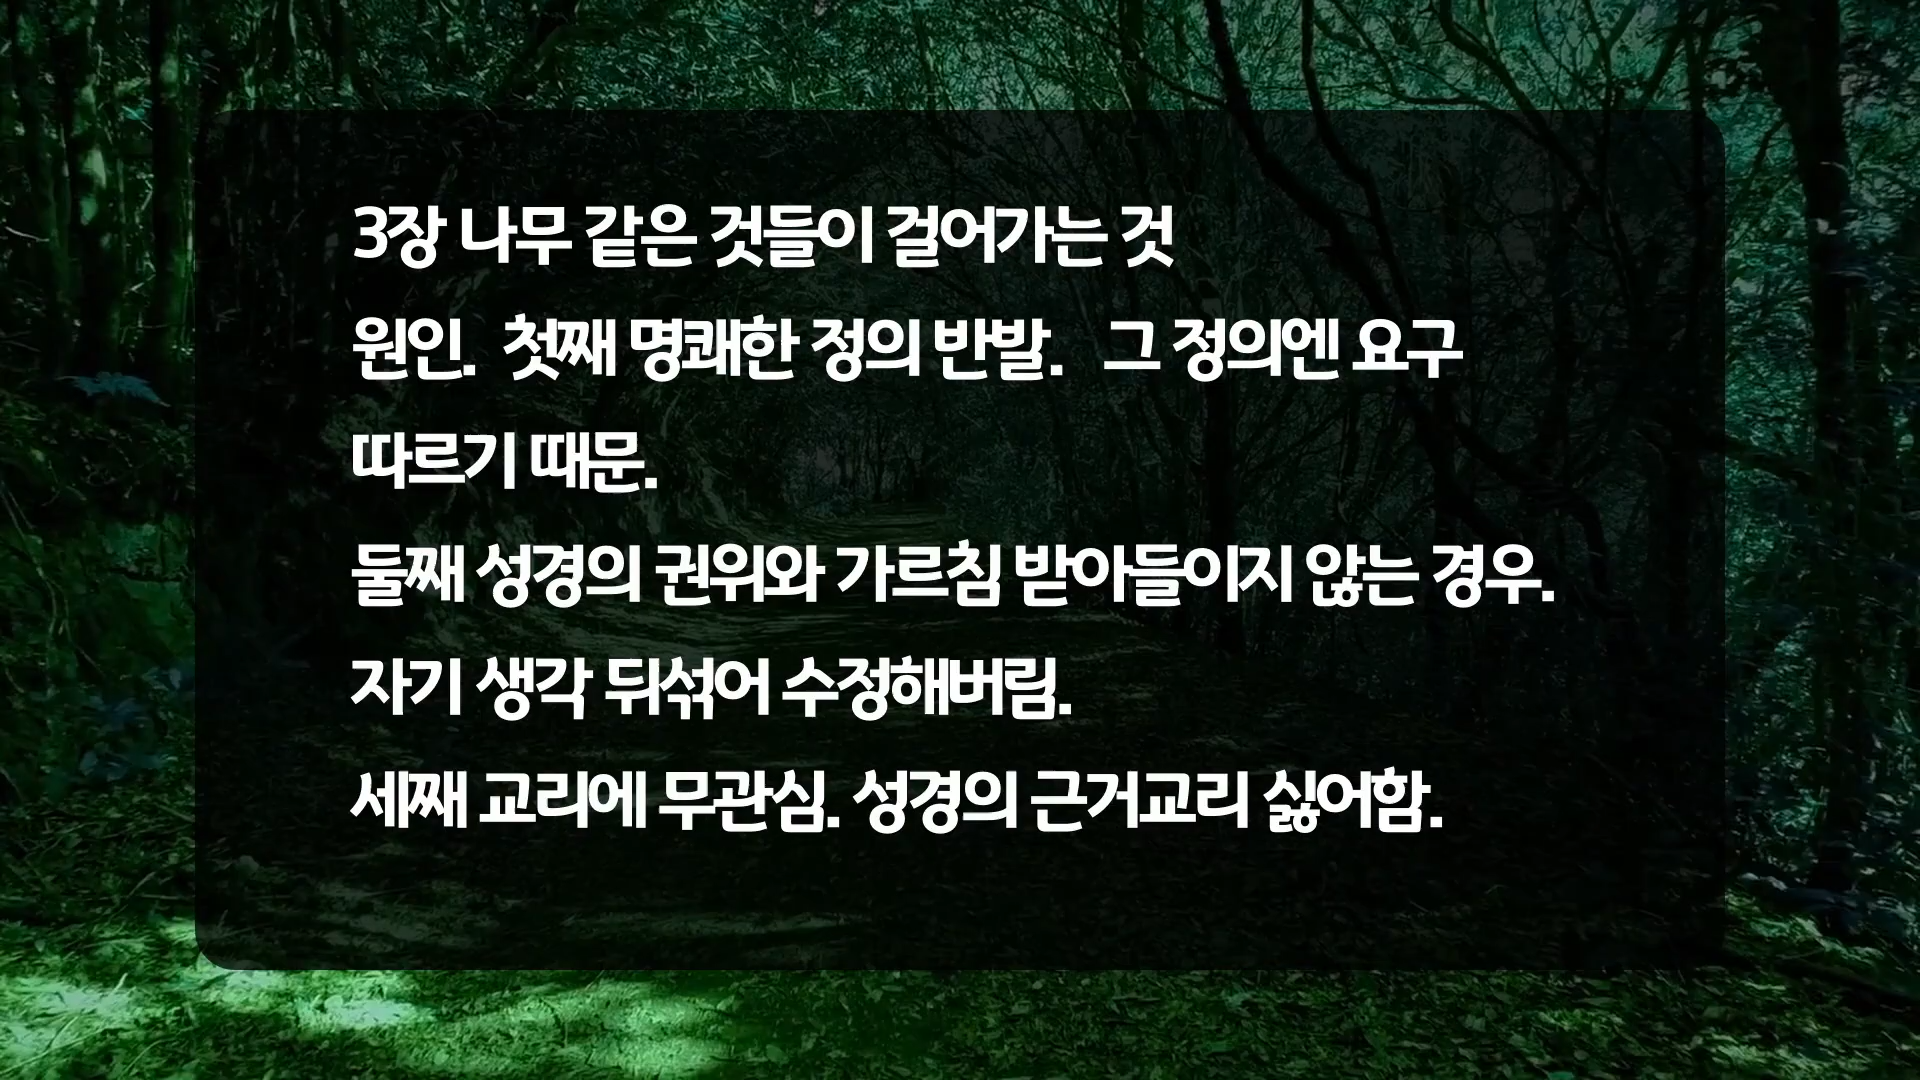 3장 나무 같은 것들이 걸어가는 것
원인. 첫째 명쾌한 정의 반발. 그 정의엔 요구
따르기 때문.
둘째 성경의 권위와 가르침 받아들이지 않는 경우.
자기 생각 뒤섞어 수정해버림.
세째 교리에 무관심. 성경의 근거교리 싫어함.